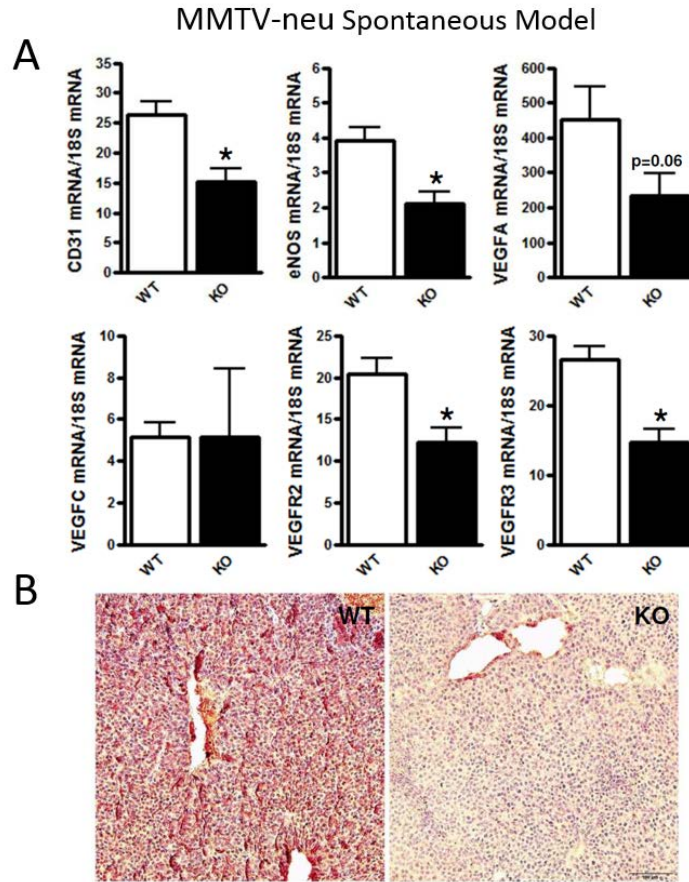 MMTV-neu Spontaneous Model
A
CD31 mRNA/18S mRNA
35
30
25
20
15
10
5
0
*
WT
KO
eNOS mRNA/18S mRNA
6
5
4
3
2
1
0
*
WT
KO
VEGFA mRNA/18S mRNA
600
500
400
300
200
100
0
p=0.06
WT
KO
VEGFC mRNA/18S mRNA
10
8
6
4
2
0
WT
KO
VEGFR2 mRNA/18S mRNA
25
20
15
10
5
0
*
WT
KO
VEGFR3 mRNA/18S mRNA
30
20
10
0
*
WT
KO
B
WT
KO